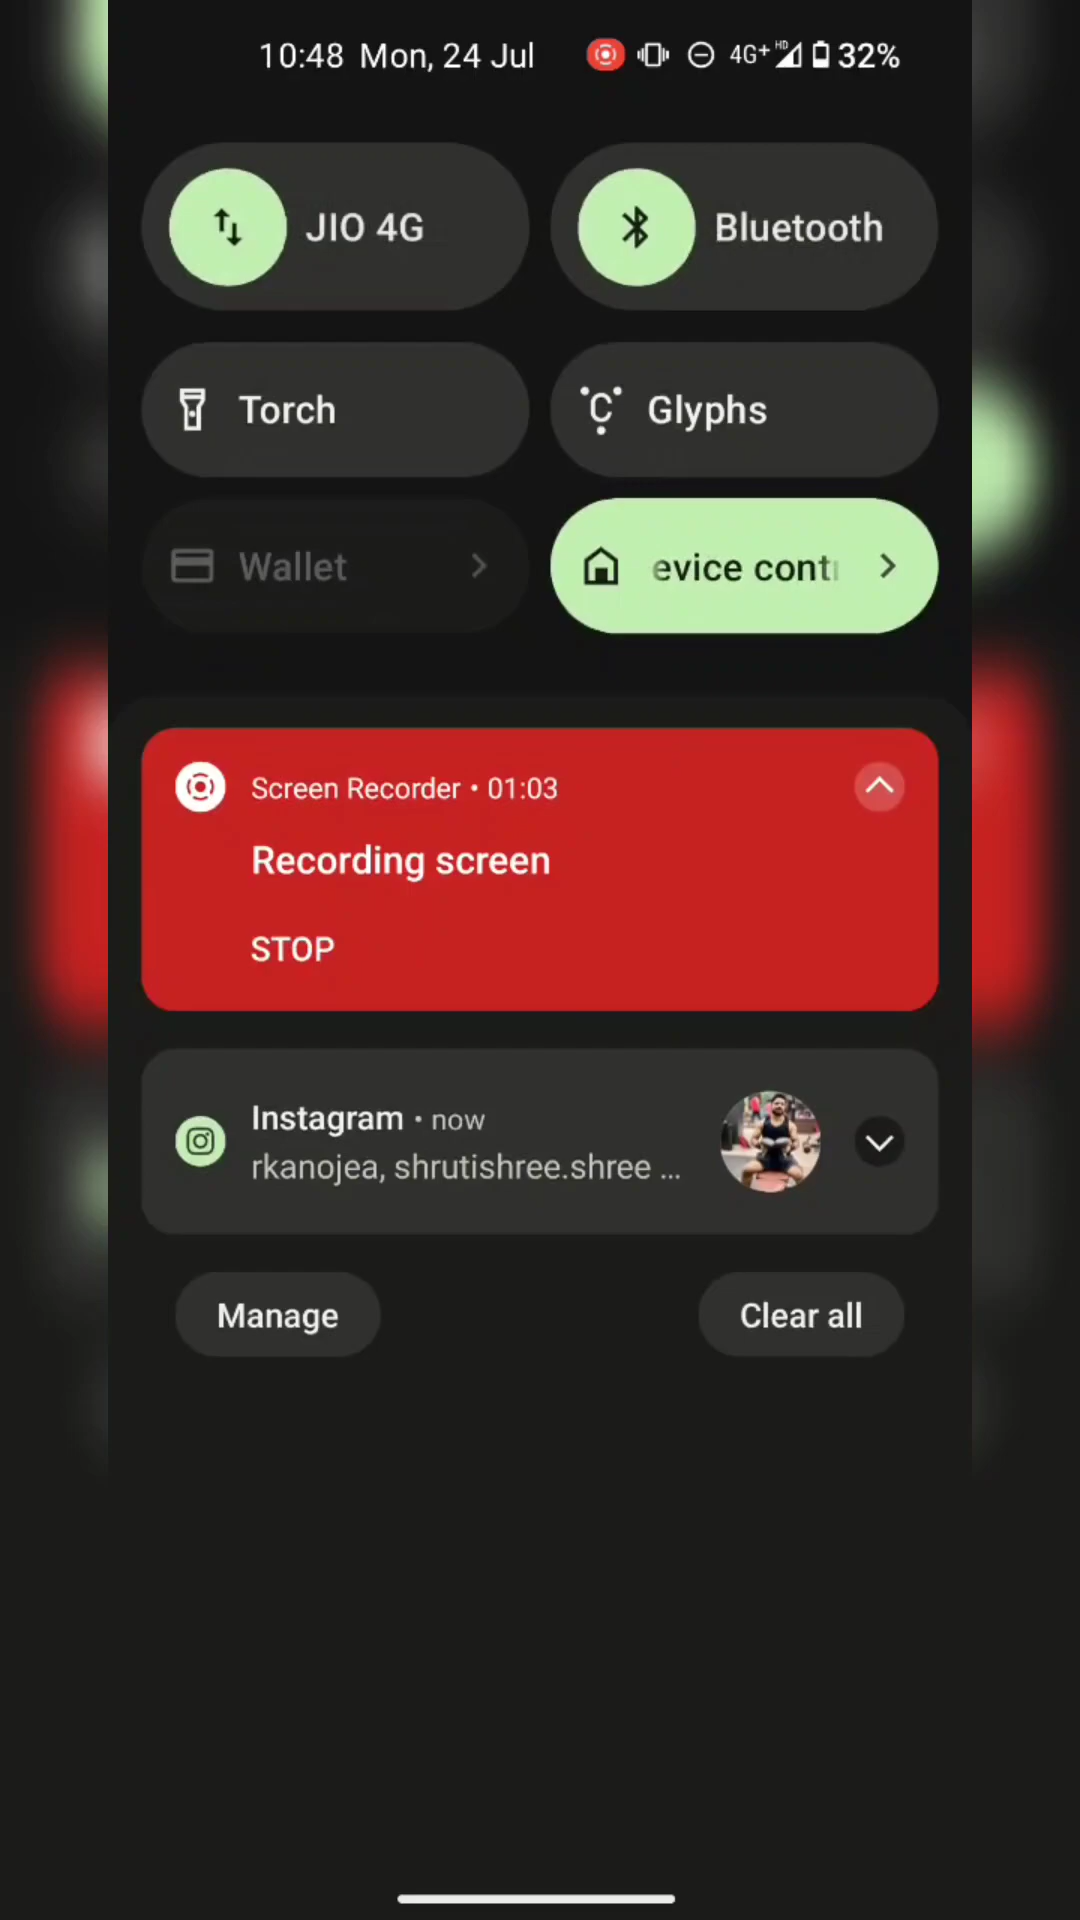 10:48 Mon, 24 Jul 4G+ HD 32%
JIO 4G Bluetooth
Torch Glyphs
Wallet evice cont
Screen Recorder • 01:03
Recording screen
STOP
Instagram • now
rkanojea, shrutishree.shree ...
Manage Clear all